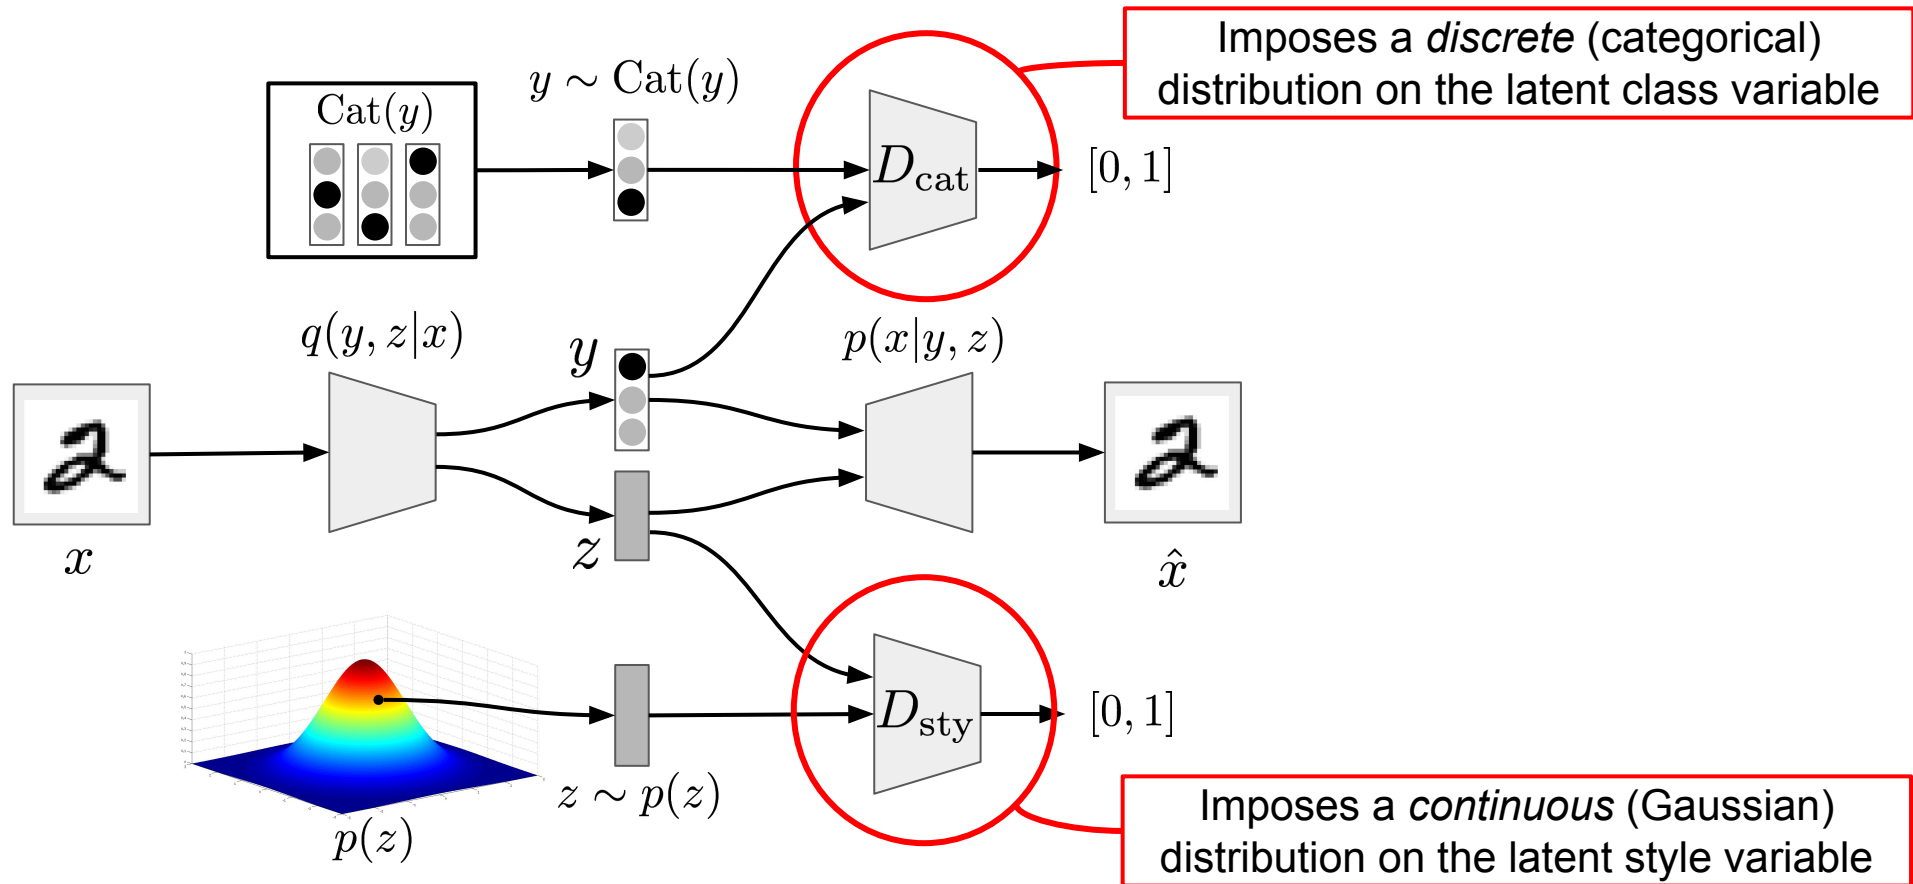 Imposes a discrete (categorical)
distribution on the latent class variable
y ∼ Cat(y)
Cat(y)
D_cat
[0, 1]
q(y, z|x)
y
p(x|y, z)
x
z
x̂
D_sty
[0, 1]
z ∼ p(z)
p(z)
Imposes a continuous (Gaussian)
distribution on the latent style variable